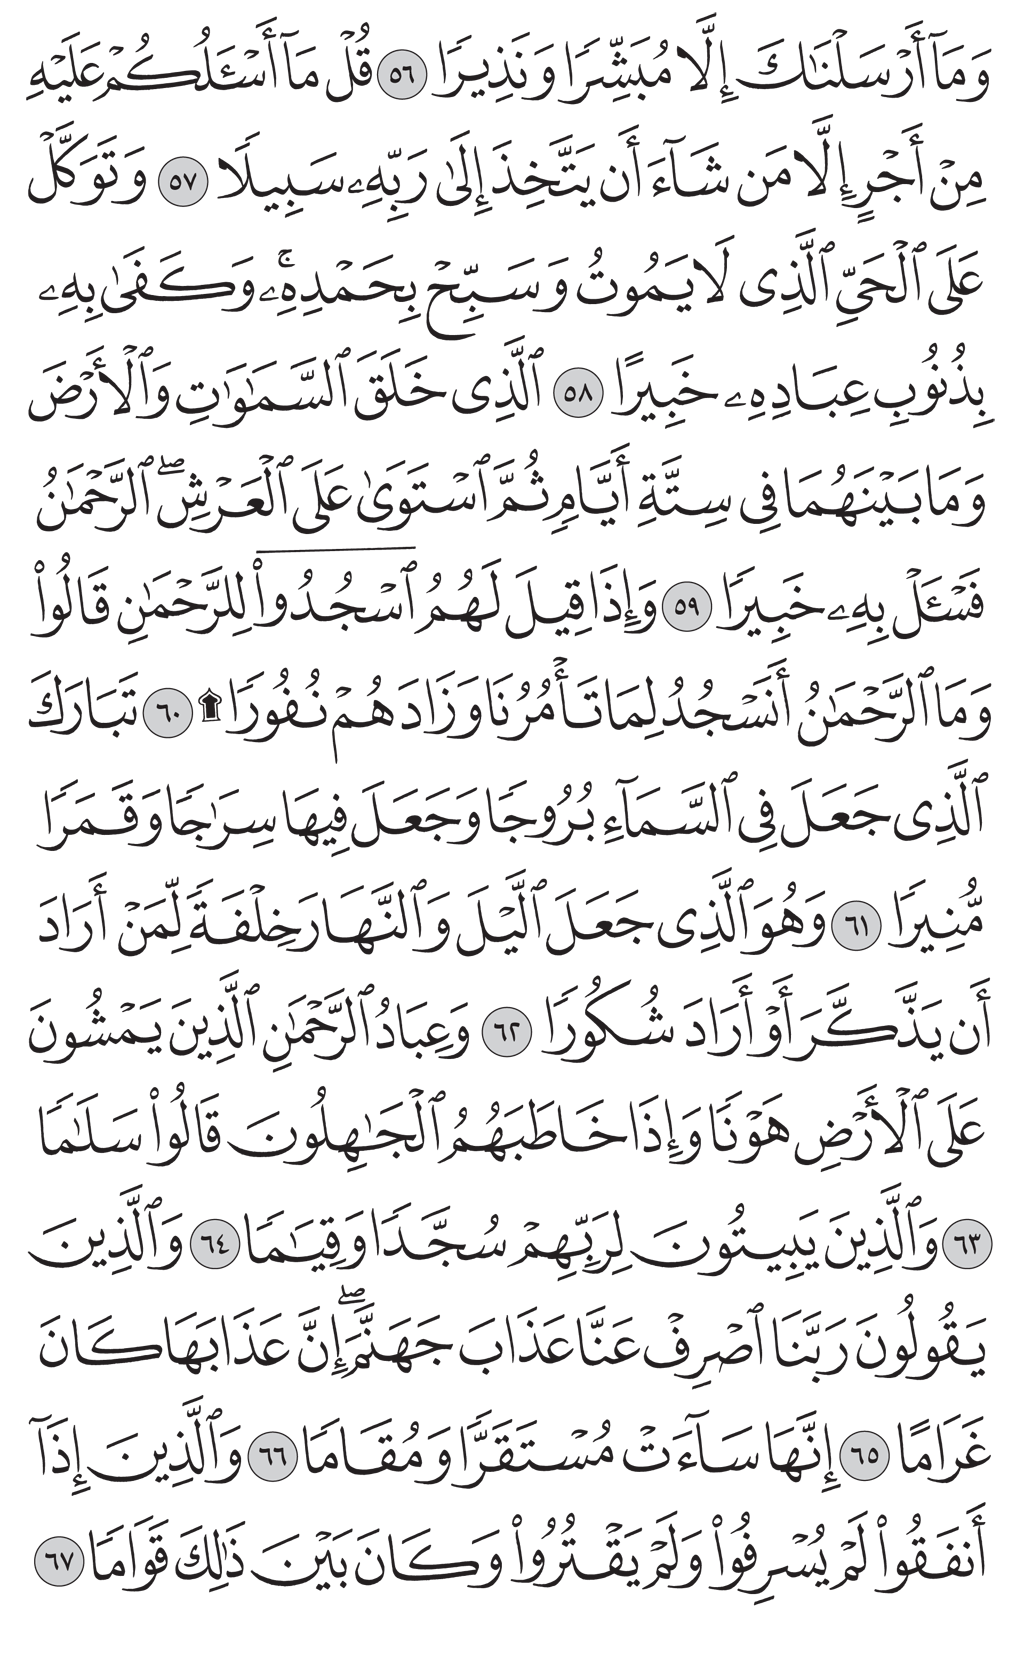 وَمَآ أَرْسَلْنَٰكَ إِلَّا مُبَشِّرًا وَنَذِيرًا ٥٦ قُلْ مَآ أَسْـَٔلُكُمْ عَلَيْهِ
مِنْ أَجْرٍ إِلَّا مَن شَآءَ أَن يَتَّخِذَ إِلَىٰ رَبِّهِۦ سَبِيلًا ٥٧ وَتَوَكَّلْ
عَلَى ٱلْحَىِّ ٱلَّذِى لَا يَمُوتُ وَسَبِّحْ بِحَمْدِهِۦۚ وَكَفَىٰ بِهِۦ
بِذُنُوبِ عِبَادِهِۦ خَبِيرًا ٥٨ ٱلَّذِى خَلَقَ ٱلسَّمَٰوَٰتِ وَٱلْأَرْضَ
وَمَا بَيْنَهُمَا فِى سِتَّةِ أَيَّامٍ ثُمَّ ٱسْتَوَىٰ عَلَى ٱلْعَرْشِۖ ٱلرَّحْمَٰنُ
فَسْـَٔلْ بِهِۦ خَبِيرًا ٥٩ وَإِذَا قِيلَ لَهُمُ ٱسْجُدُوا۟ لِلرَّحْمَٰنِ قَالُوا۟
وَمَا ٱلرَّحْمَٰنُ أَنَسْجُدُ لِمَا تَأْمُرُنَا وَزَادَهُمْ نُفُورًا ۩ ٦٠ تَبَارَكَ
ٱلَّذِى جَعَلَ فِى ٱلسَّمَآءِ بُرُوجًا وَجَعَلَ فِيهَا سِرَٰجًا وَقَمَرًا
مُّنِيرًا ٦١ وَهُوَ ٱلَّذِى جَعَلَ ٱلَّيْلَ وَٱلنَّهَارَ خِلْفَةً لِّمَنْ أَرَادَ
أَن يَذَّكَّرَ أَوْ أَرَادَ شُكُورًا ٦٢ وَعِبَادُ ٱلرَّحْمَٰنِ ٱلَّذِينَ يَمْشُونَ
عَلَى ٱلْأَرْضِ هَوْنًا وَإِذَا خَاطَبَهُمُ ٱلْجَٰهِلُونَ قَالُوا۟ سَلَٰمًا
٦٣ وَٱلَّذِينَ يَبِيتُونَ لِرَبِّهِمْ سُجَّدًا وَقِيَٰمًا ٦٤ وَٱلَّذِينَ
يَقُولُونَ رَبَّنَا ٱصْرِفْ عَنَّا عَذَابَ جَهَنَّمَۖ إِنَّ عَذَابَهَا كَانَ
غَرَامًا ٦٥ إِنَّهَا سَآءَتْ مُسْتَقَرًّا وَمُقَامًا ٦٦ وَٱلَّذِينَ إِذَآ
أَنفَقُوا۟ لَمْ يُسْرِفُوا۟ وَلَمْ يَقْتُرُوا۟ وَكَانَ بَيْنَ ذَٰلِكَ قَوَامًا ٦٧